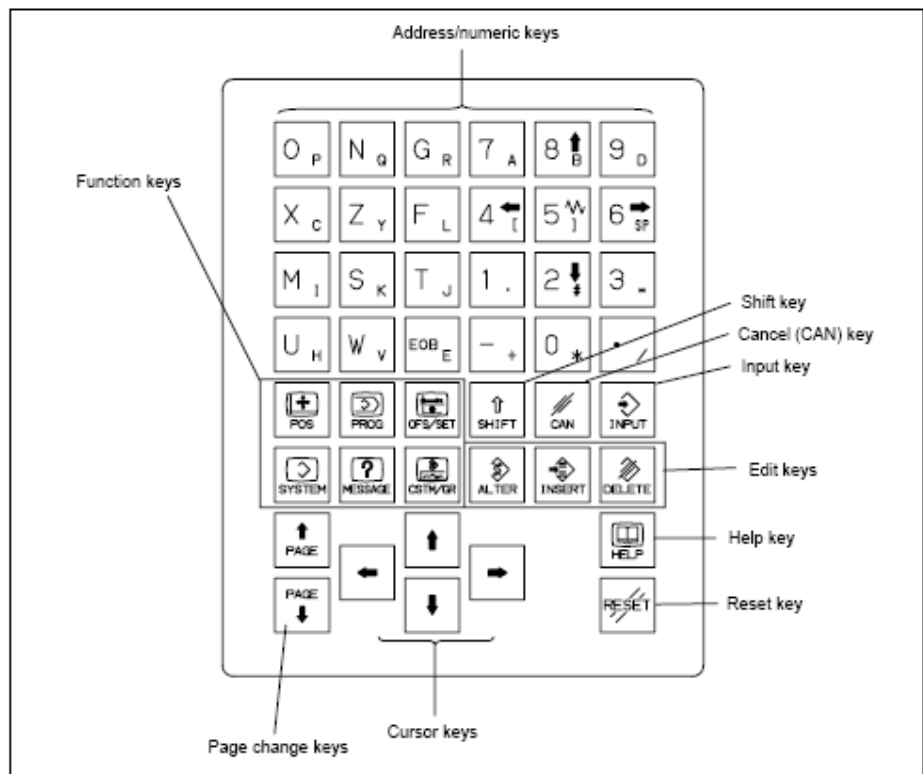 Address/numeric keys
O P N Q G R 7 A 8 B 9 D
Function keys
X C Z Y F L 4 [ 5 ] 6 SP
M I S K T J 1 , 2 # 3 =
Shift key
U H W V EOB E - + 0 * . /
Cancel (CAN) key
Input key
POS PROG OFS/SET SHIFT CAN INPUT
SYSTEM MESSAGE CSTM/GR ALTER INSERT DELETE
Edit keys
PAGE HELP
Help key
PAGE RESET
Reset key
Cursor keys
Page change keys